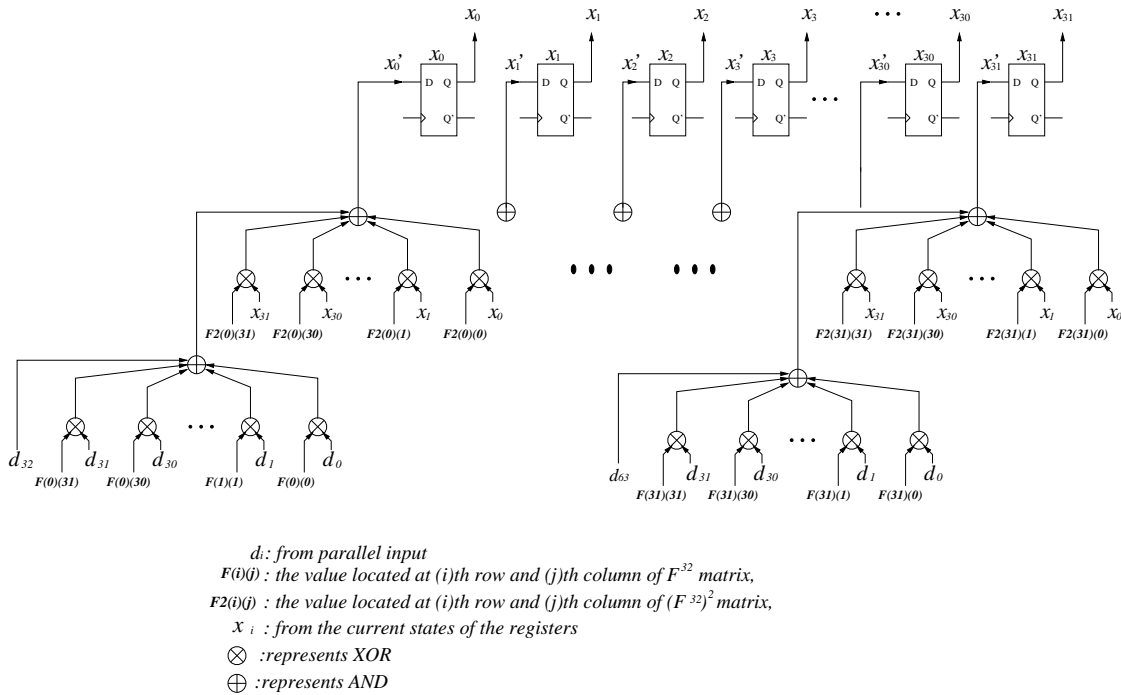 x0 x1 x2 x3 ... x30 x31
x0' x0 x1' x1 x2' x2 x3' x3 x30' x30 x31' x31
D Q D Q D Q D Q ... D Q D Q
Q' Q' Q' Q' Q' Q'
... ... ... ...
x31 x30 x1 x0 x31 x30 x1 x0
F2(0)(31) F2(0)(30) F2(0)(1) F2(0)(0) F2(31)(31) F2(31)(30) F2(31)(1) F2(31)(0)
... ...
d32 d31 d30 d1 d0 d63 d31 d30 d1 d0
F(0)(31) F(0)(30) F(1)(1) F(0)(0) F(31)(31) F(31)(30) F(31)(1) F(31)(0)
di : from parallel input
F(i)(j) : the value located at (i)th row and (j)th column of F^32 matrix,
F2(i)(j) : the value located at (i)th row and (j)th column of (F^32)^2 matrix,
x i : from the current states of the registers
⊗ :represents XOR
⊕ :represents AND